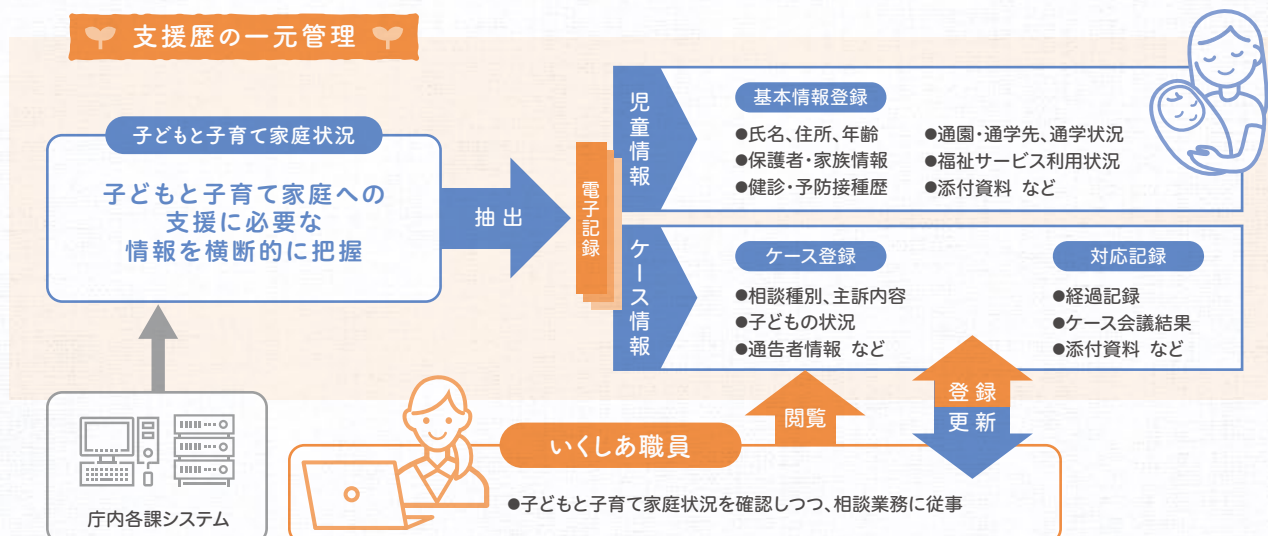 支援歴の一元管理
子どもと子育て家庭状況
子どもと子育て家庭への
支援に必要な
情報を横断的に把握
抽出
電子記録
児童情報
基本情報登録
●氏名、住所、年齢
●保護者・家族情報
●健診・予防接種歴
●通園・通学先、通学状況
●福祉サービス利用状況
●添付資料 など
ケース情報
ケース登録
●相談種別、主訴内容
●子どもの状況
●通告者情報 など
対応記録
●経過記録
●ケース会議結果
●添付資料 など
閲覧
登録
更新
庁内各課システム
いくしあ職員
●子どもと子育て家庭状況を確認しつつ、相談業務に従事